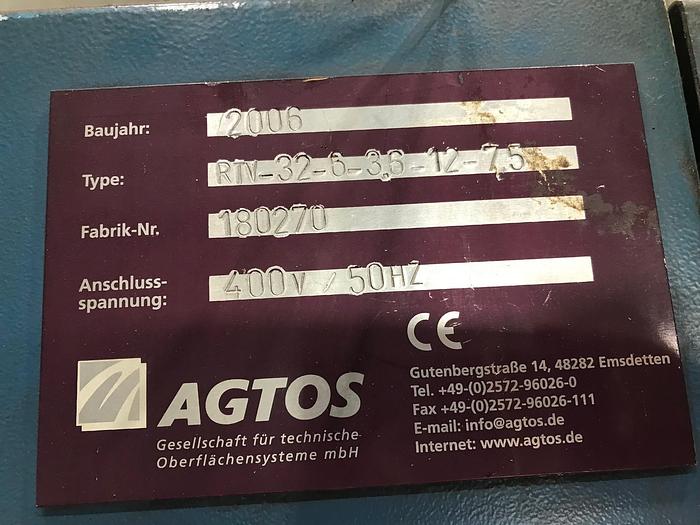 Baujahr: /2006
Type: RTV-32-6-3,6-12-7,5
Fabrik-Nr. 180270
Anschluss-
spannung: 400V / 50HZ
CE
AGTOS
Gesellschaft für technische
Oberflächensysteme mbH
Gutenbergstraße 14, 48282 Emsdetten
Tel. +49-(0)2572-96026-0
Fax +49-(0)2572-96026-111
E-mail: info@agtos.de
Internet: www.agtos.de